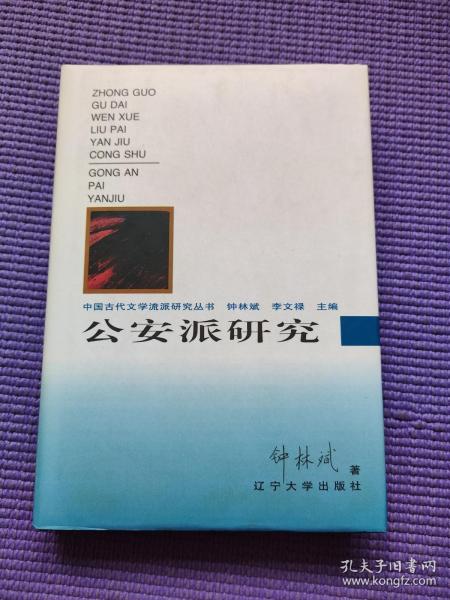 ZHONG GUO
GU DAI
WEN XUE
LIU PAI
YAN JIU
CONG SHU
GONG AN
PAI
YANJIU
中国古代文学流派研究丛书 钟林斌 李文禄 主编
公安派研究
钟林斌 著
辽宁大学出版社
孔夫子旧书网
www.kongfz.com